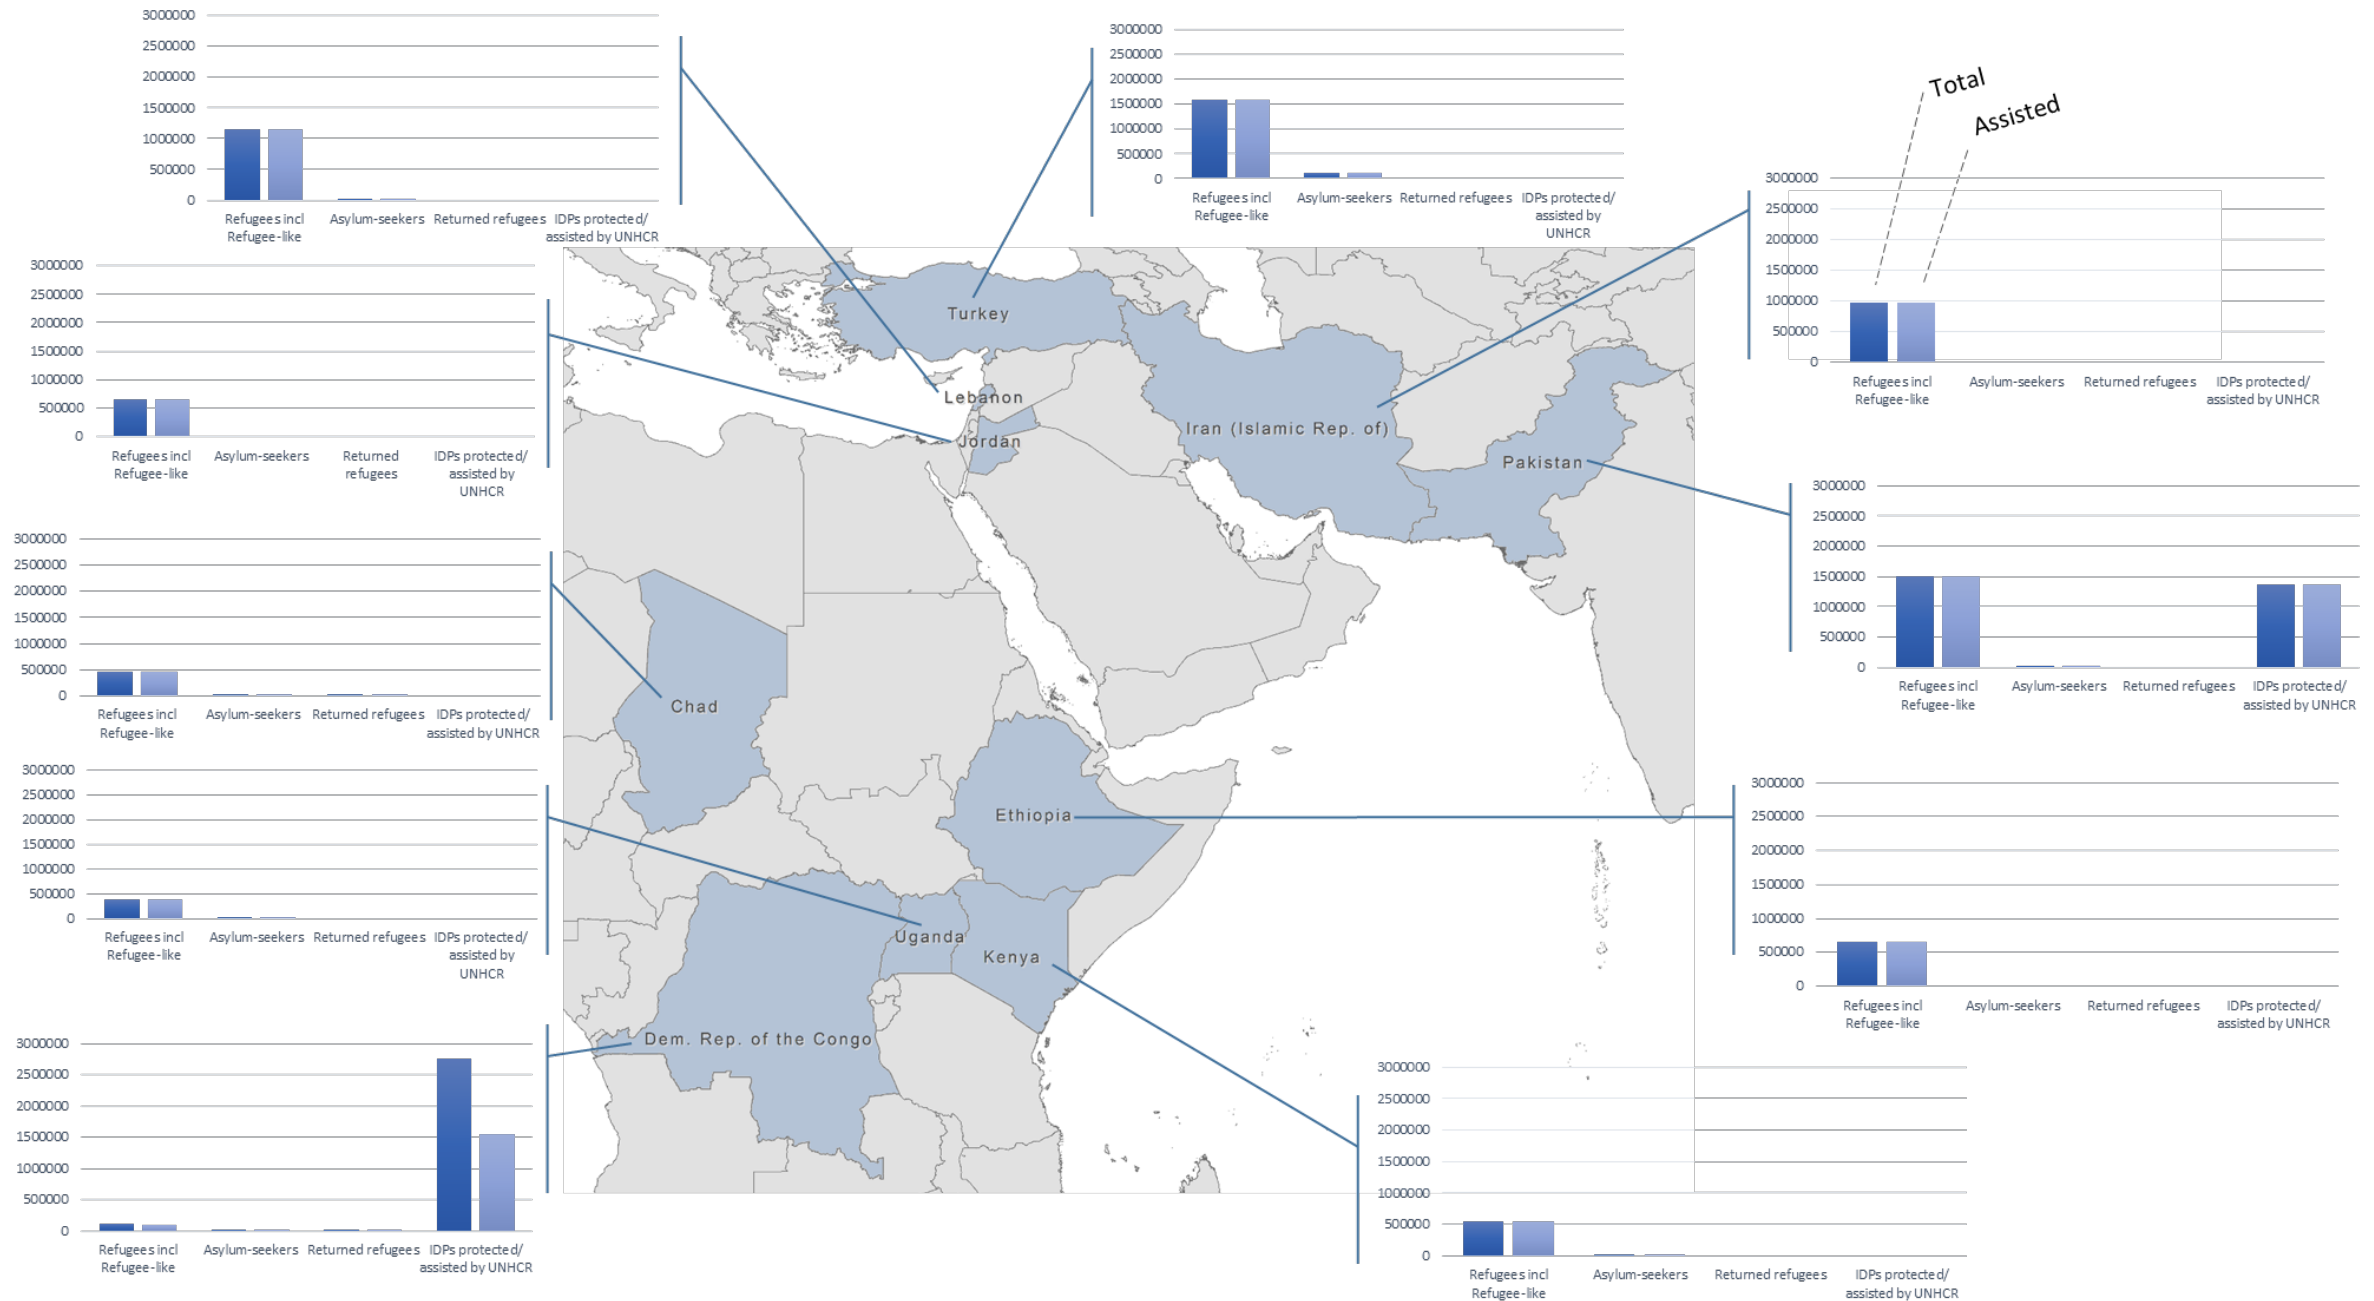 3000000
2500000
2000000
1500000
1000000
500000
0
Refugees incl
Refugee-like
Asylum-seekers
Returned refugees
IDPs protected/
assisted by UNHCR
3000000
2500000
2000000
1500000
1000000
500000
0
Refugees incl
Refugee-like
Asylum-seekers
Returned refugees
IDPs protected/
assisted by
UNHCR
Total
Assisted
3000000
2500000
2000000
1500000
1000000
500000
0
Refugees incl
Refugee-like
Asylum-seekers
Returned refugees
IDPs protected/
assisted by UNHCR
3000000
2500000
2000000
1500000
1000000
500000
0
Refugees incl
Refugee-like
Asylum-seekers
Returned
refugees
IDPs protected/
assisted by
UNHCR
Turkey
Lebanon
Jordan
Iran (Islamic Rep. of)
Pakistan
3000000
2500000
2000000
1500000
1000000
500000
0
Refugees incl
Refugee-like
Asylum-seekers
Returned refugees
IDPs protected/
assisted by UNHCR
3000000
2500000
2000000
1500000
1000000
500000
0
Refugees incl
Refugee-like
Asylum-seekers
Returned refugees
IDPs protected/
assisted by UNHCR
Chad
Ethiopia
3000000
2500000
2000000
1500000
1000000
500000
0
Refugees incl
Refugee-like
Asylum-seekers
Returned refugees
IDPs protected/
assisted by
UNHCR
3000000
2500000
2000000
1500000
1000000
500000
0
Refugees incl
Refugee-like
Asylum-seekers
Returned refugees
IDPs protected/
assisted by UNHCR
Uganda
Kenya
Dem. Rep. of the Congo
3000000
2500000
2000000
1500000
1000000
500000
0
Refugees incl
Refugee-like
Asylum-seekers
Returned refugees
IDPs protected/
assisted by UNHCR
3000000
2500000
2000000
1500000
1000000
500000
0
Refugees incl
Refugee-like
Asylum-seekers
Returned refugees
IDPs protected/
assisted by UNHCR